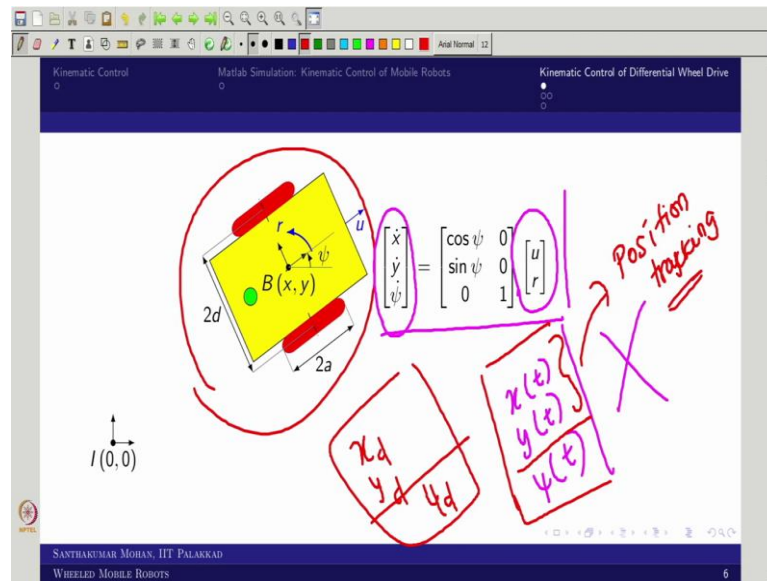 Arial Normal 12
Kinematic Control Matlab Simulation: Kinematic Control of Mobile Robots Kinematic Control of Differential Wheel Drive
r
u
ψ
B(x, y)
2d
2a
I(0,0)
[ẋ ẏ ψ̇] = [cos ψ 0 sin ψ 0 0 1] [u r]
Position
tracking
x(t)
y(t)
ψ(t)
xd
yd ψd
NPTEL
SANTHAKUMAR MOHAN, IIT PALAKKAD
WHEELED MOBILE ROBOTS 6